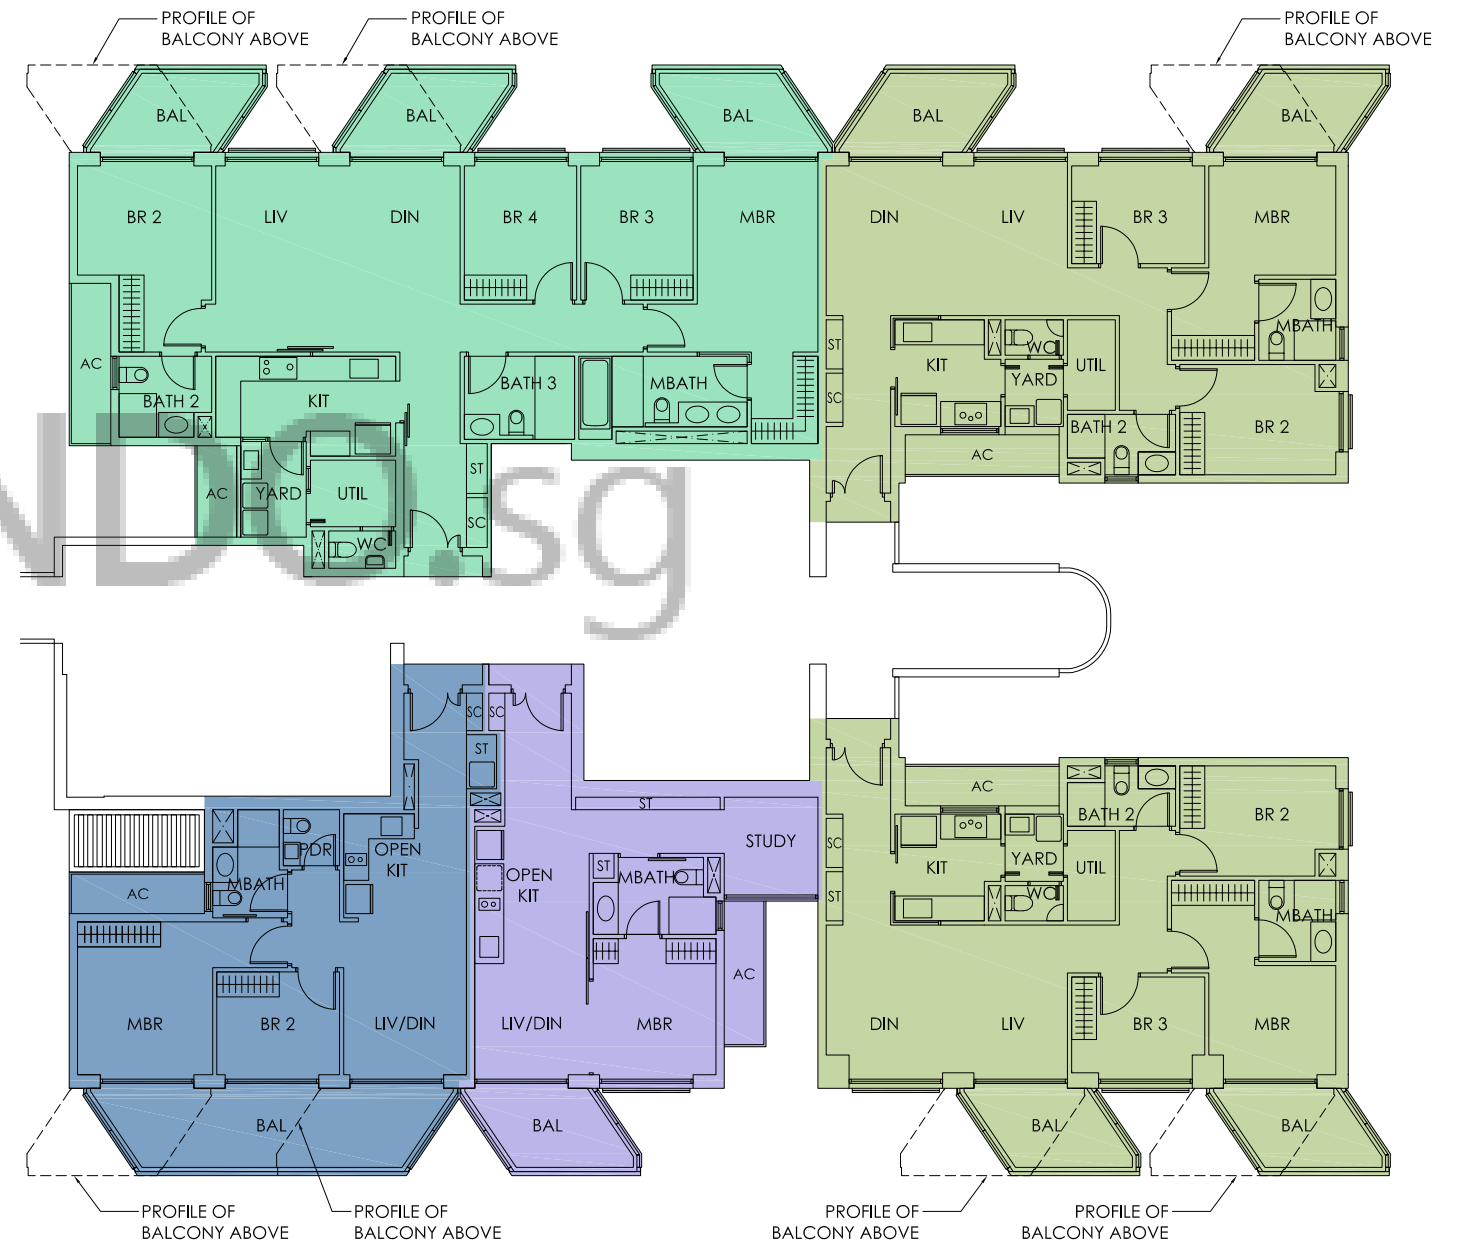 PROFILE OF
BALCONY ABOVE
PROFILE OF
BALCONY ABOVE
PROFILE OF
BALCONY ABOVE
BAL
BAL
BAL
BAL
BAL
BR 2
LIV
DIN
BR 4
BR 3
MBR
DIN
LIV
BR 3
MBR
AC
BATH 2
KIT
BATH 3
MBATH
ST
SC
KIT
WC
YARD
UTIL
MBATH
BATH 2
BR 2
AC
AC
YARD
UTIL
WC
ST
SC
NDO.sg
SC
SC
ST
ST
STUDY
PDR
OPEN
KIT
MBATH
AC
OPEN
KIT
ST
MBATH
AC
MBR
BR 2
LIV/DIN
LIV/DIN
MBR
AC
BATH 2
BR 2
SC
ST
KIT
YARD
WC
UTIL
MBATH
DIN
LIV
BR 3
MBR
BAL
BAL
BAL
BAL
PROFILE OF
BALCONY ABOVE
PROFILE OF
BALCONY ABOVE
PROFILE OF
BALCONY ABOVE
PROFILE OF
BALCONY ABOVE